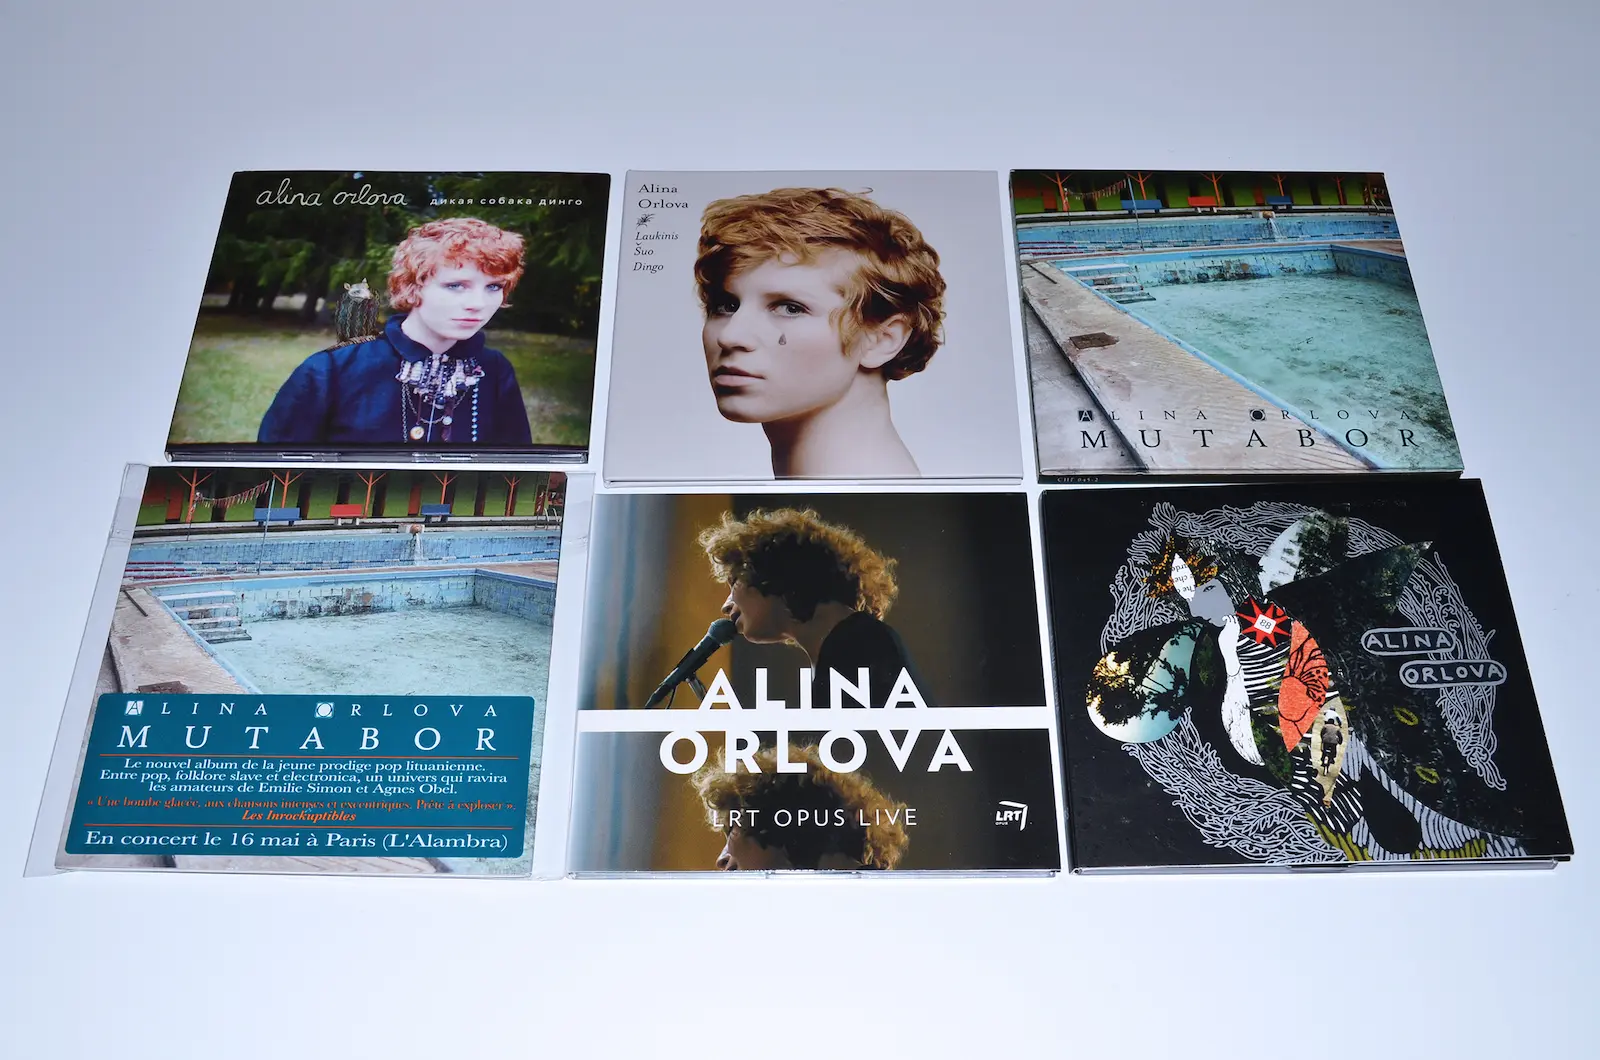 alina orlova
дикая собака динго
Alina
Orlova
Laukinis
Šuo
Dingo
ALINA ORLOVA
MUTABOR
ALINA ORLOVA
MUTABOR
Le nouvel album de la jeune prodige pop lituanienne.
Entre pop, folklore slave et electronica, un univers qui ravira
les amateurs de Emilie Simon et Agnes Obel.
« Une bombe glacée, aux chansons intenses et excentriques. Prête à exploser ».
Les Inrockuptibles
En concert le 16 mai à Paris (L'Alambra)
ALINA
ORLOVA
LRT OPUS LIVE
LRT
OPUS
88
ALINA
ORLOVA